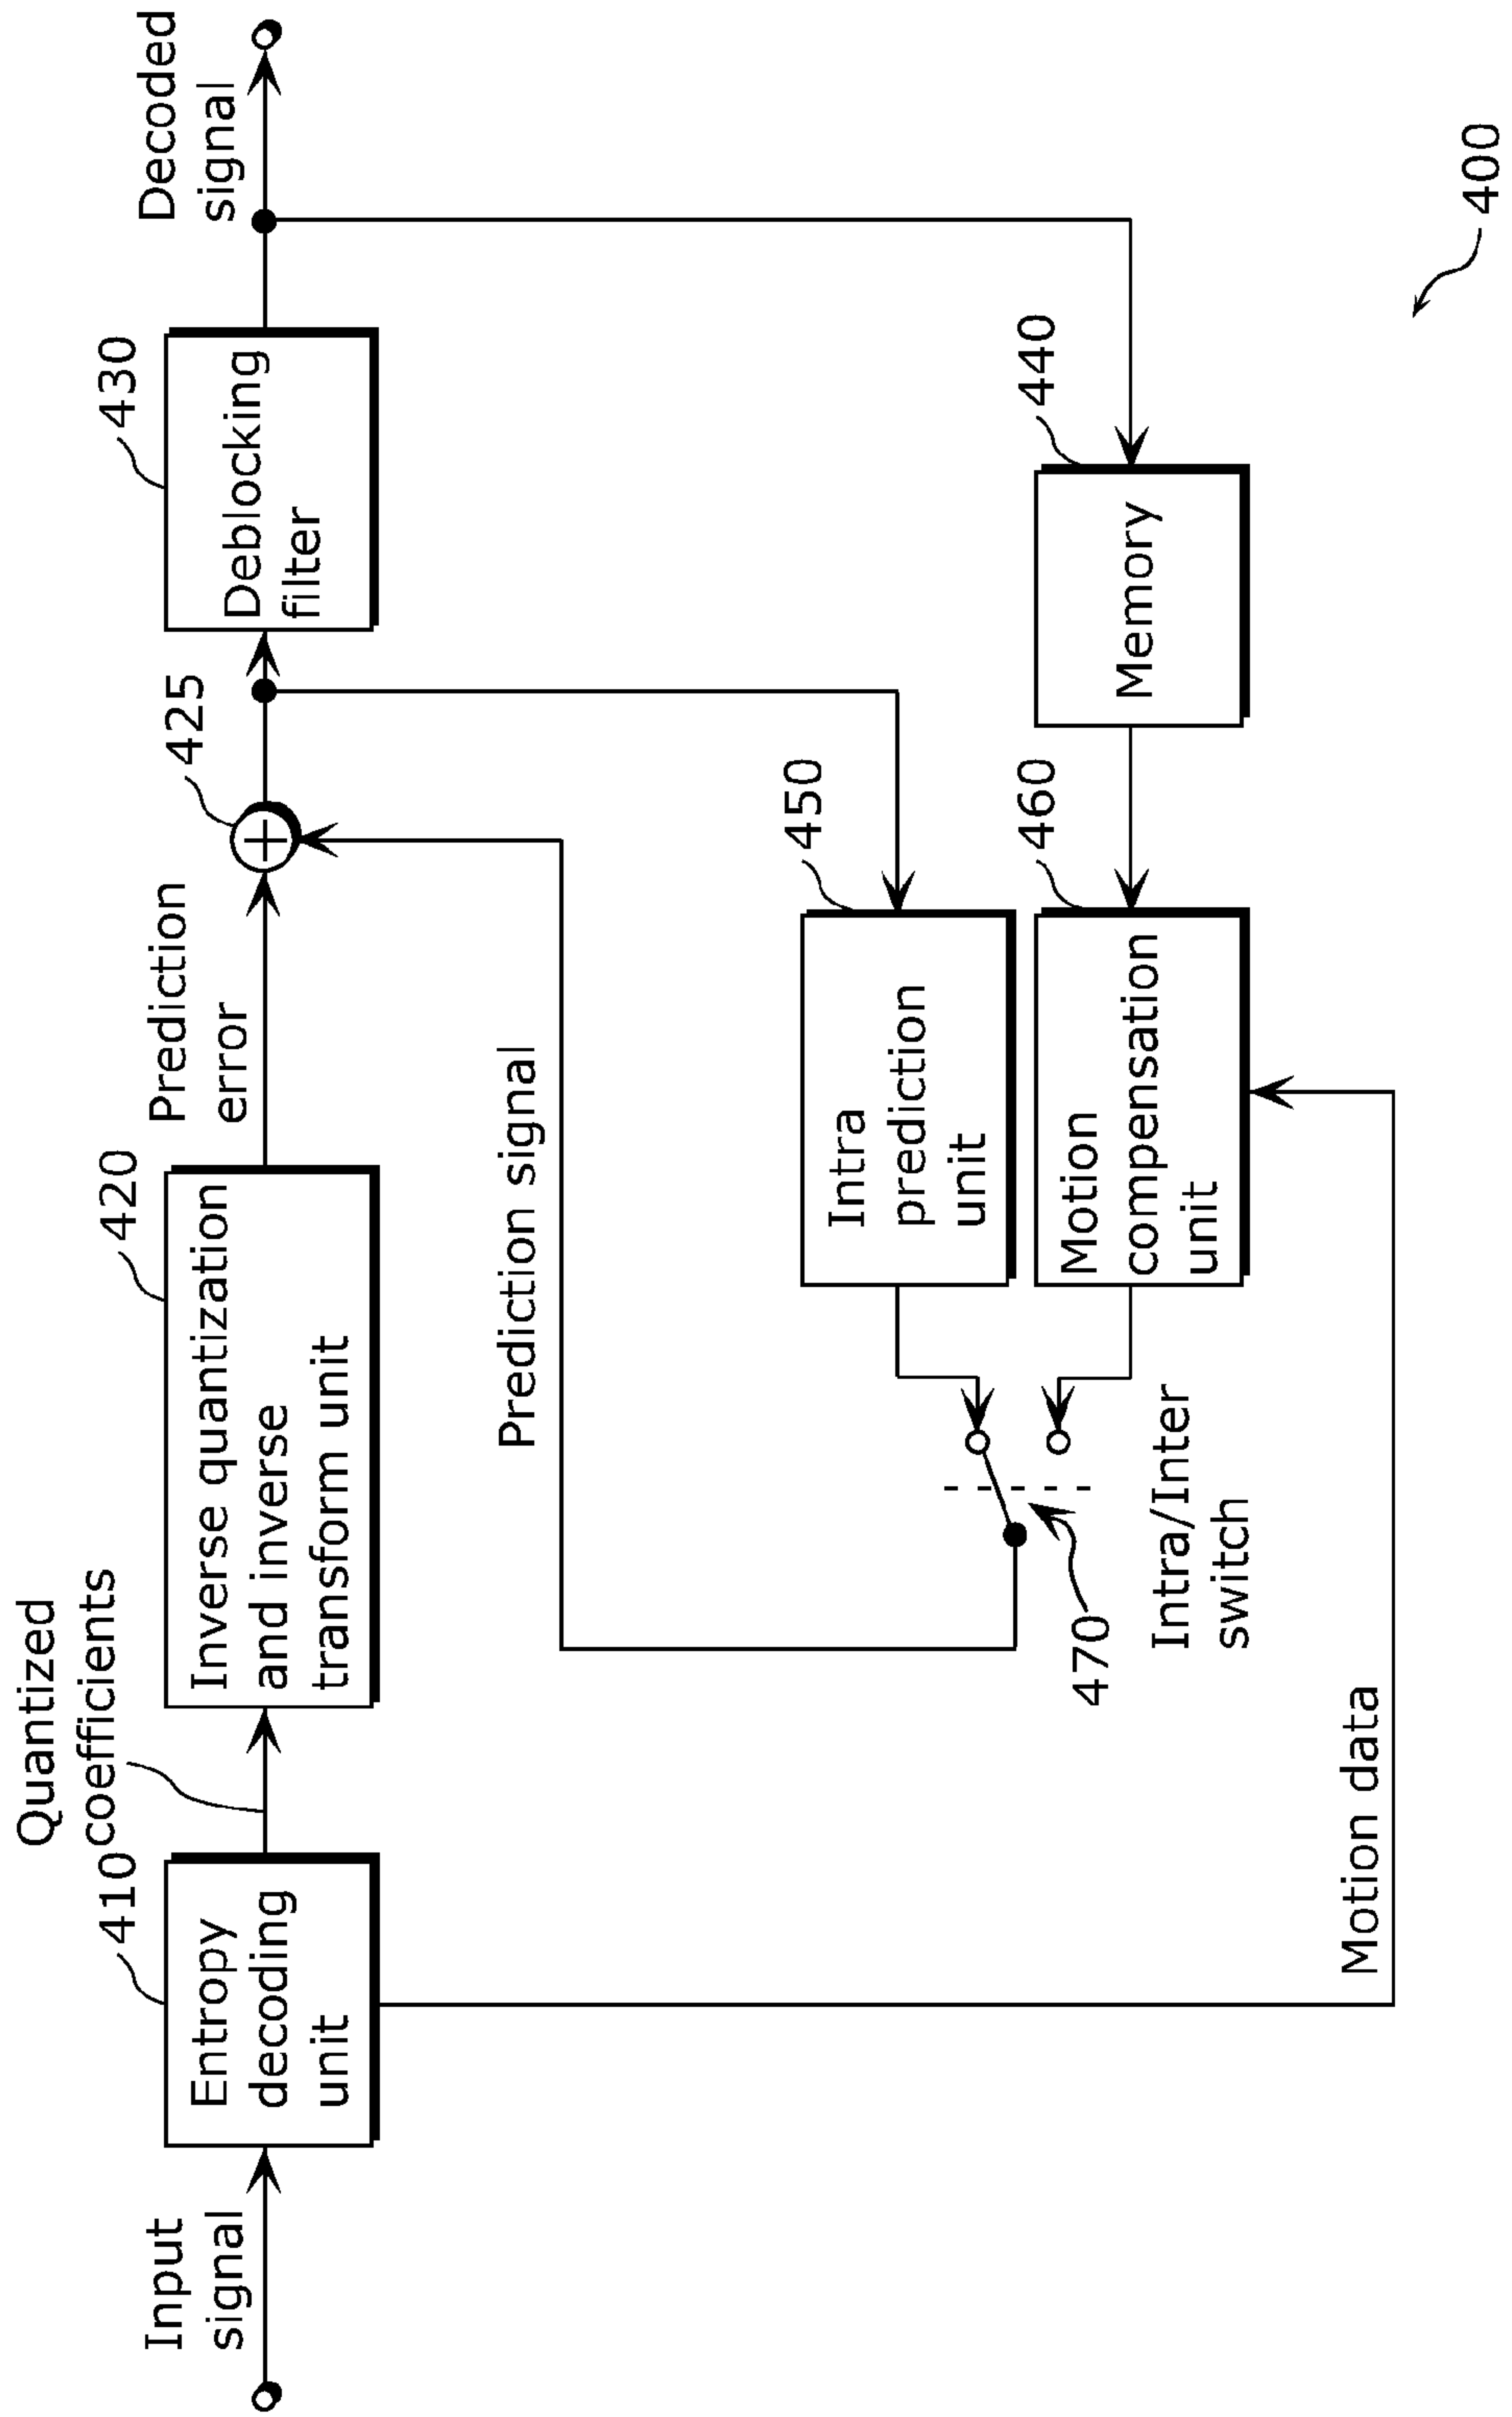 Input
signal
410
Entropy
decoding
unit
Quantized
coefficients
420
Inverse quantization
and inverse
transform unit
Prediction
error
425
430
Deblocking
filter
Decoded
signal
Prediction signal
450
Intra
prediction
unit
460
Motion
compensation
unit
440
Memory
470
Intra/Inter
switch
Motion data
400